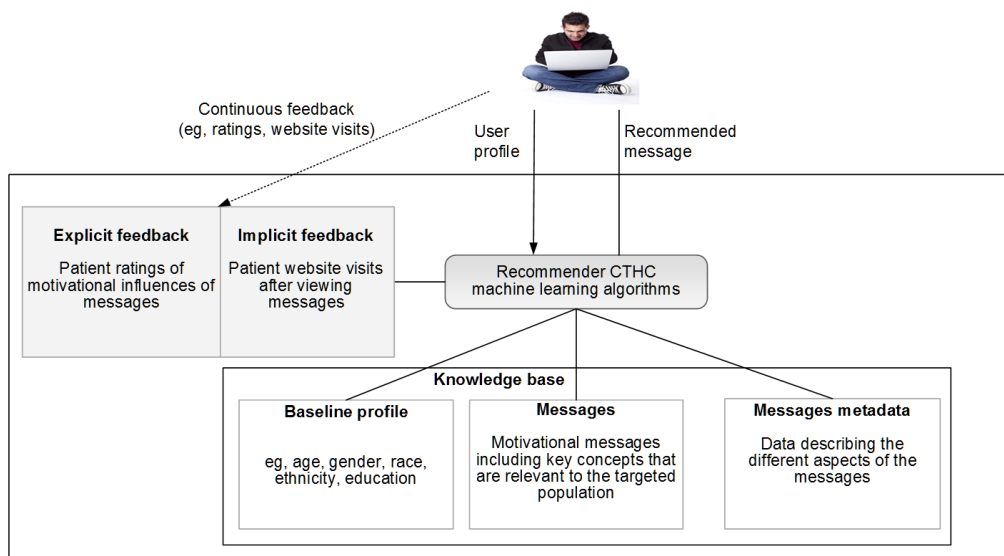 Continuous feedback
(eg, ratings, website visits)
User
profile
Recommended
message
Explicit feedback
Patient ratings of
motivational influences of
messages
Implicit feedback
Patient website visits
after viewing
messages
Recommender CTHC
machine learning algorithms
Knowledge base
Baseline profile
eg, age, gender, race,
ethnicity, education
Messages
Motivational messages
including key concepts that
are relevant to the targeted
population
Messages metadata
Data describing the
different aspects of the
messages